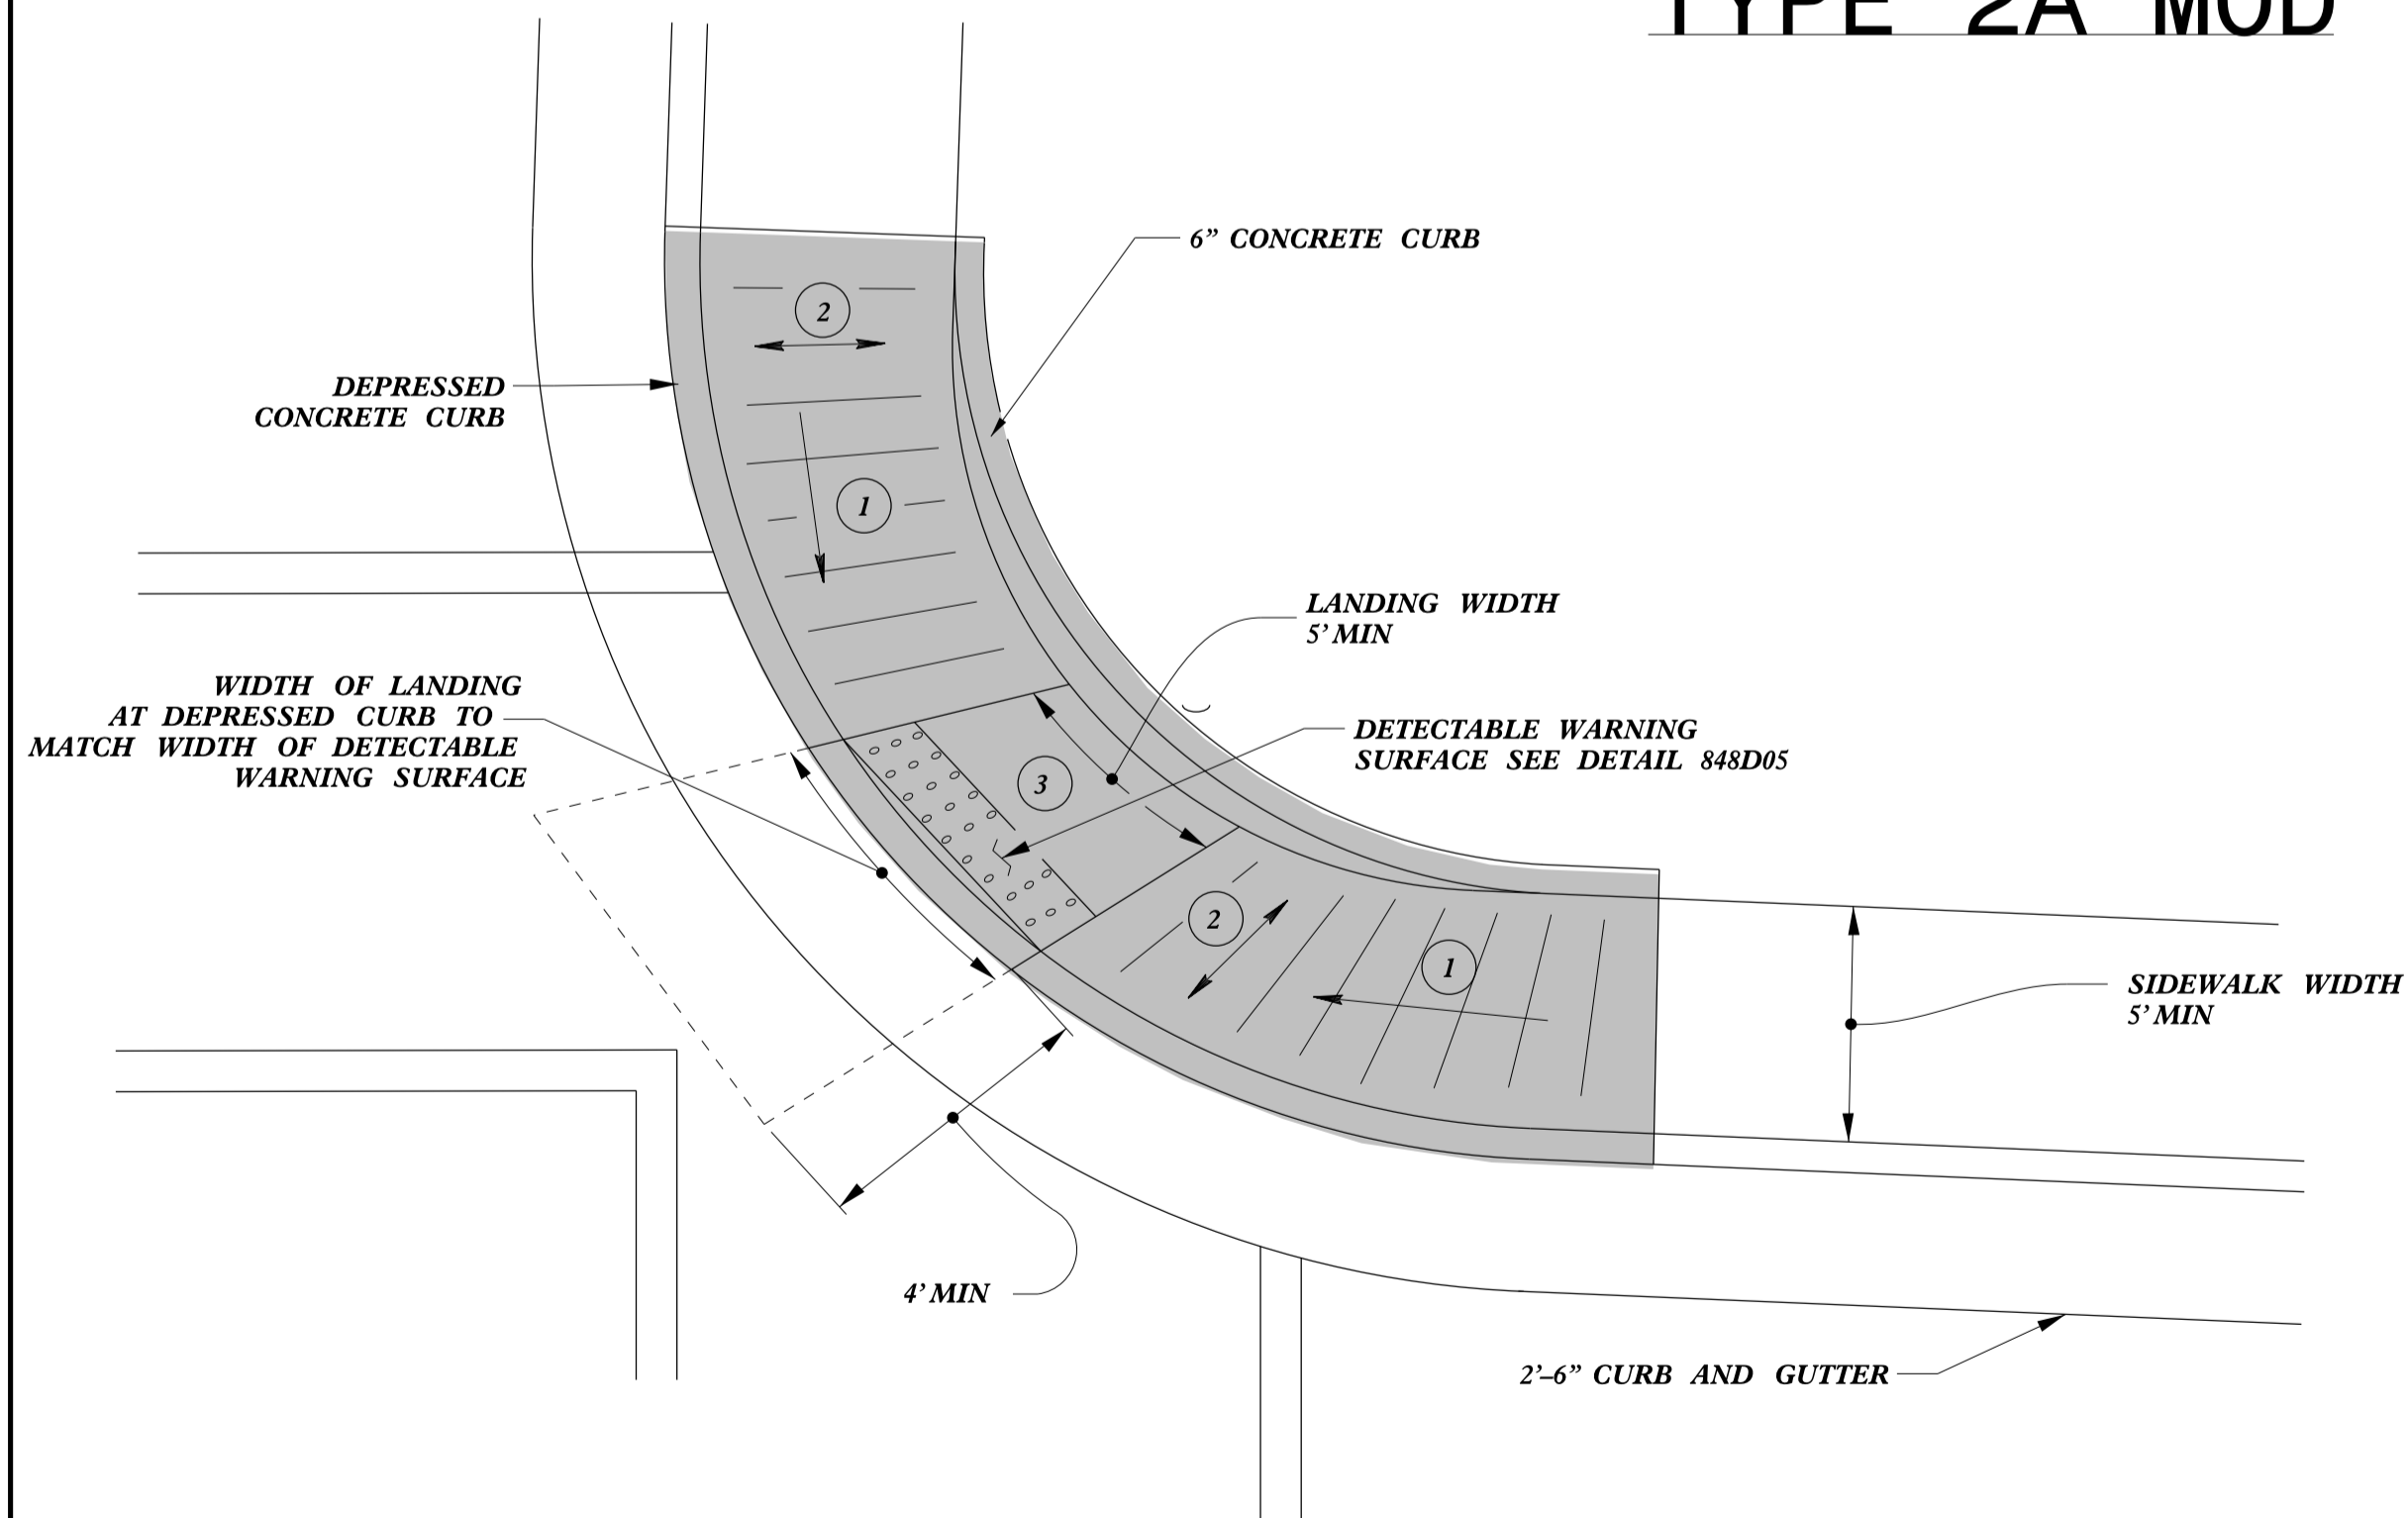 TYPE 2A MOD
6” CONCRETE CURB
2
DEPRESSED
CONCRETE CURB
1
LANDING WIDTH
5’ MIN
WIDTH OF LANDING
AT DEPRESSED CURB TO
MATCH WIDTH OF DETECTABLE
WARNING SURFACE
DETECTABLE WARNING
SURFACE SEE DETAIL 848D05
3
2
1
SIDEWALK WIDTH
5’ MIN
4’ MIN
2’–6” CURB AND GUTTER